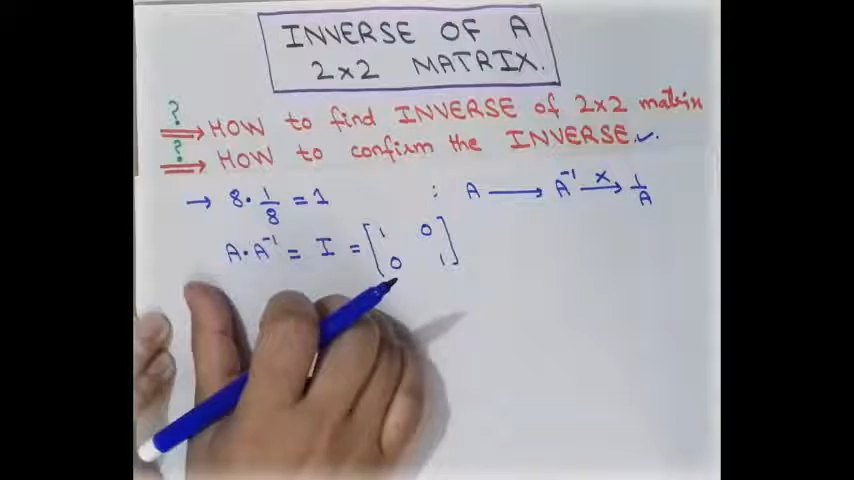 INVERSE OF A
2x2 MATRIX.
? ⇒ HOW to find INVERSE of 2x2 matrix
? ⇒ HOW to confirm the INVERSE. ✓.
→ 8 · 1/8 = 1 : A → A⁻¹ -x-> 1/A
A · A⁻¹ = I = [1 0
0 1]